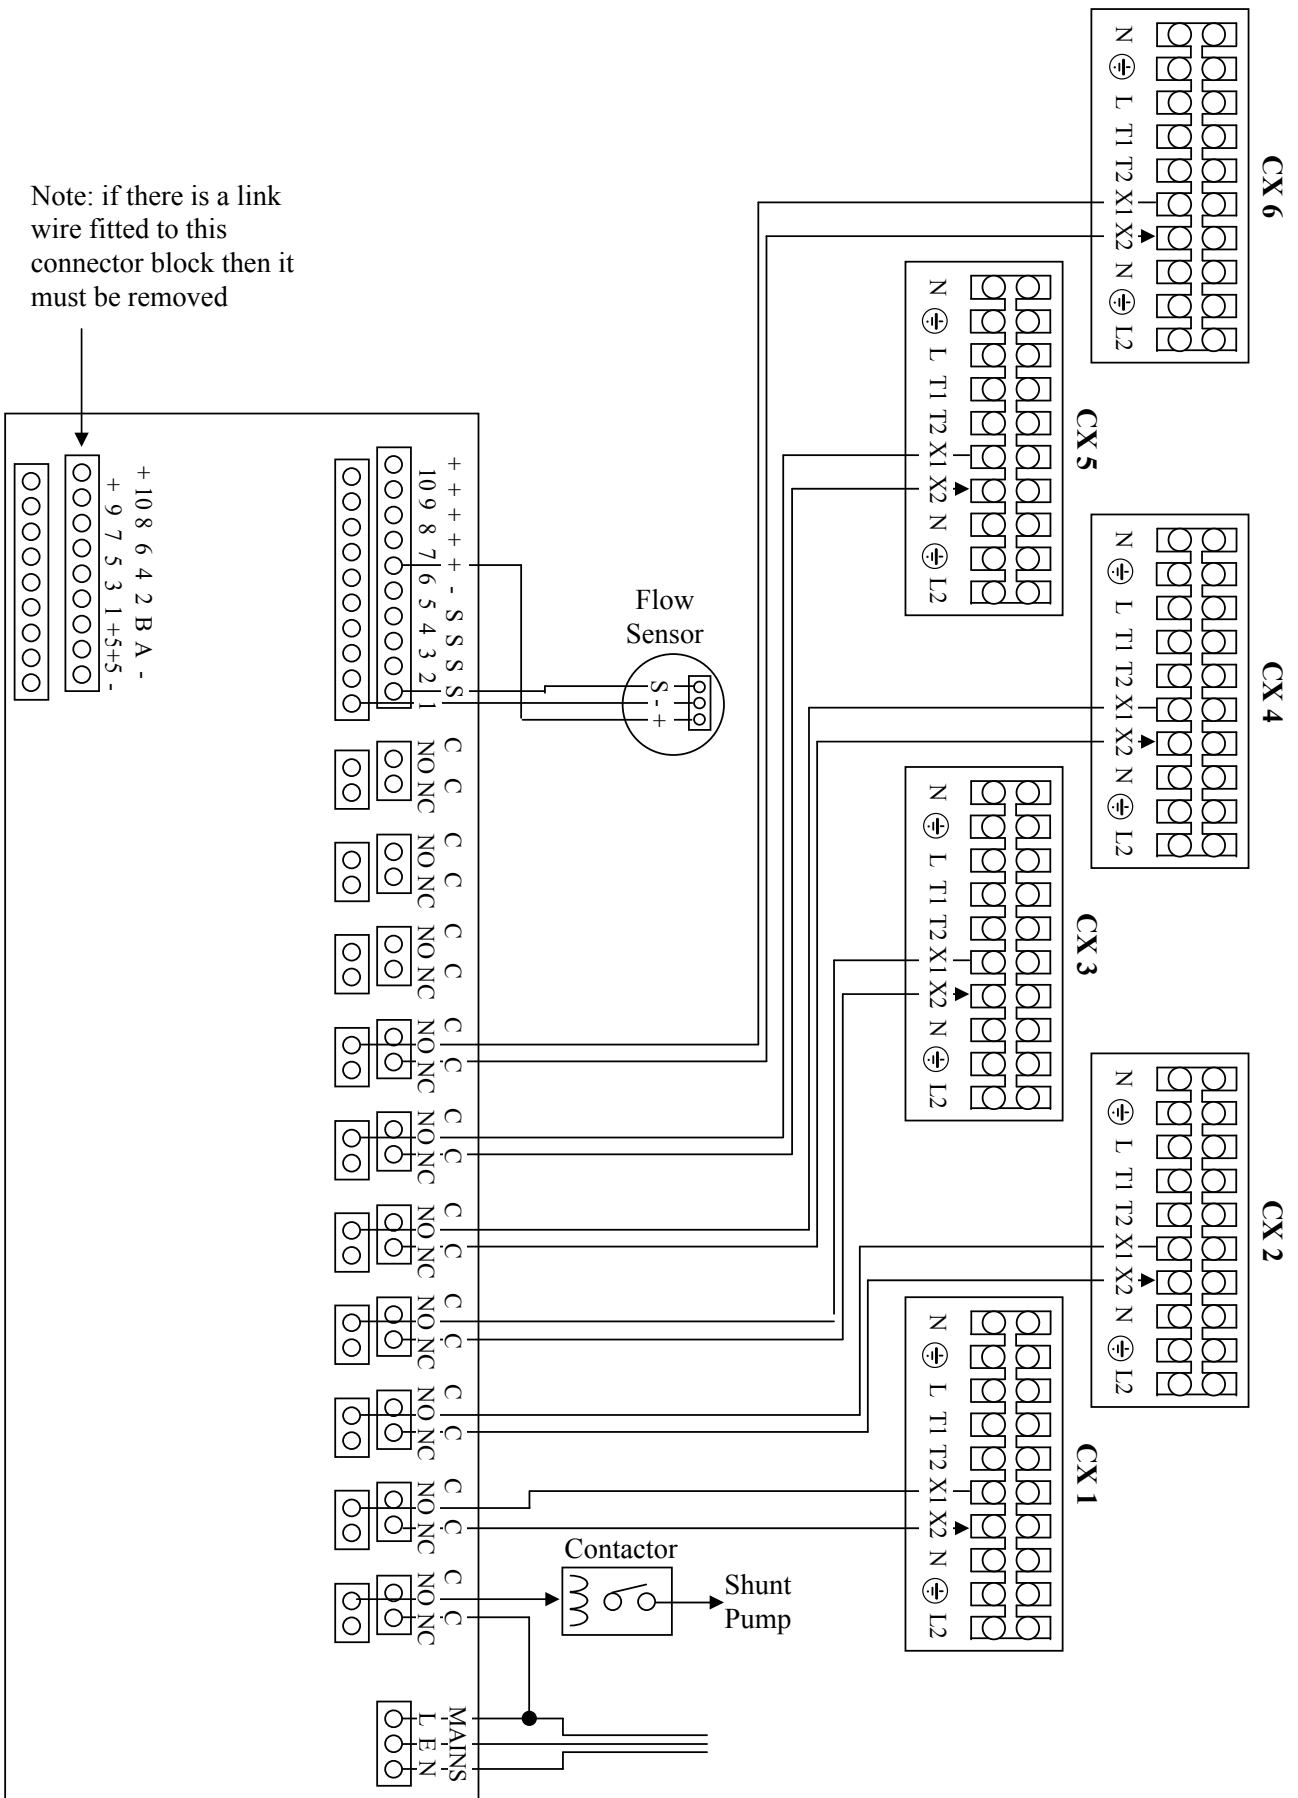 Note: if there is a link
wire fitted to this
connector block then it
must be removed
CX 6
N L T1 T2 X1 X2 N L2
CX 5
N L T1 T2 X1 X2 N L2
CX 4
N L T1 T2 X1 X2 N L2
CX 3
N L T1 T2 X1 X2 N L2
CX 2
N L T1 T2 X1 X2 N L2
CX 1
N L T1 T2 X1 X2 N L2
Flow
Sensor
S - +
+ 10 8 6 4 2 B A -
+ 9 7 5 3 1 +5 +5 -
+ + + + + - S S S S
10 9 8 7 6 5 4 3 2 1
C C
NO NC
C C
NO NC
C C
NO NC
C C
NO NC
C C
NO NC
C C
NO NC
C C
NO NC
C C
NO NC
C C
NO NC
C C
NO NC
Contactor
Shunt
Pump
MAINS
L E N